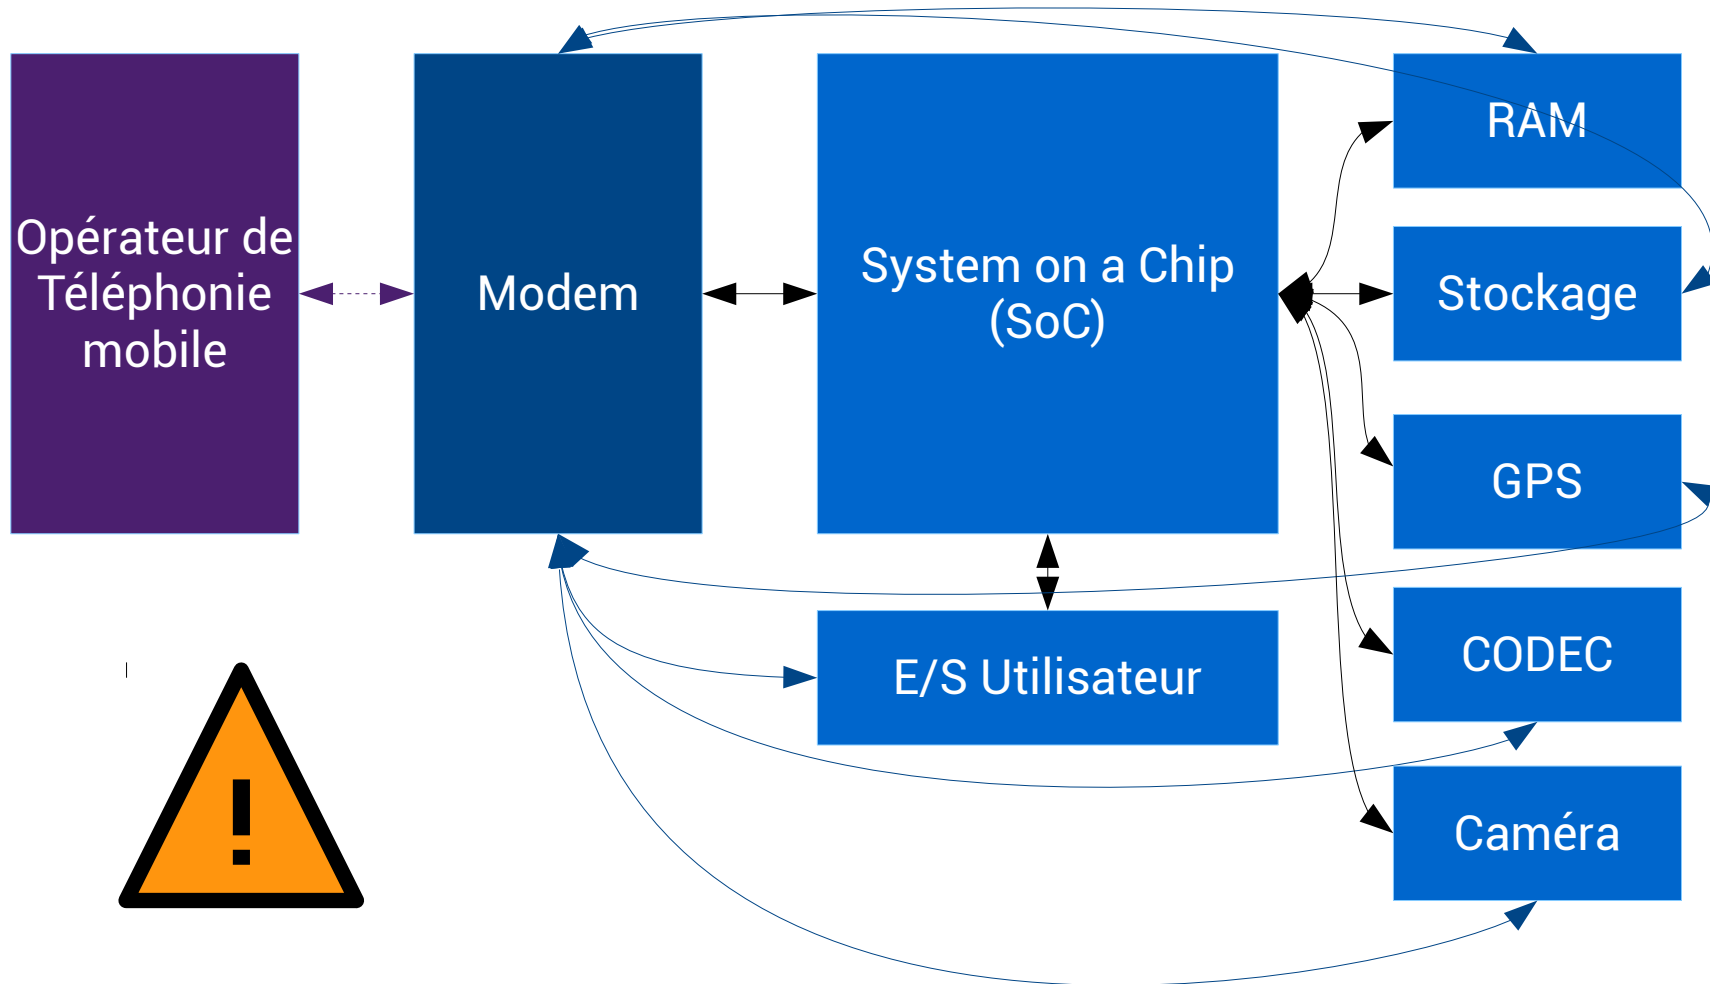 Opérateur de
Téléphonie
mobile
Modem
System on a Chip
(SoC)
RAM
Stockage
GPS
CODEC
Caméra
E/S Utilisateur
!